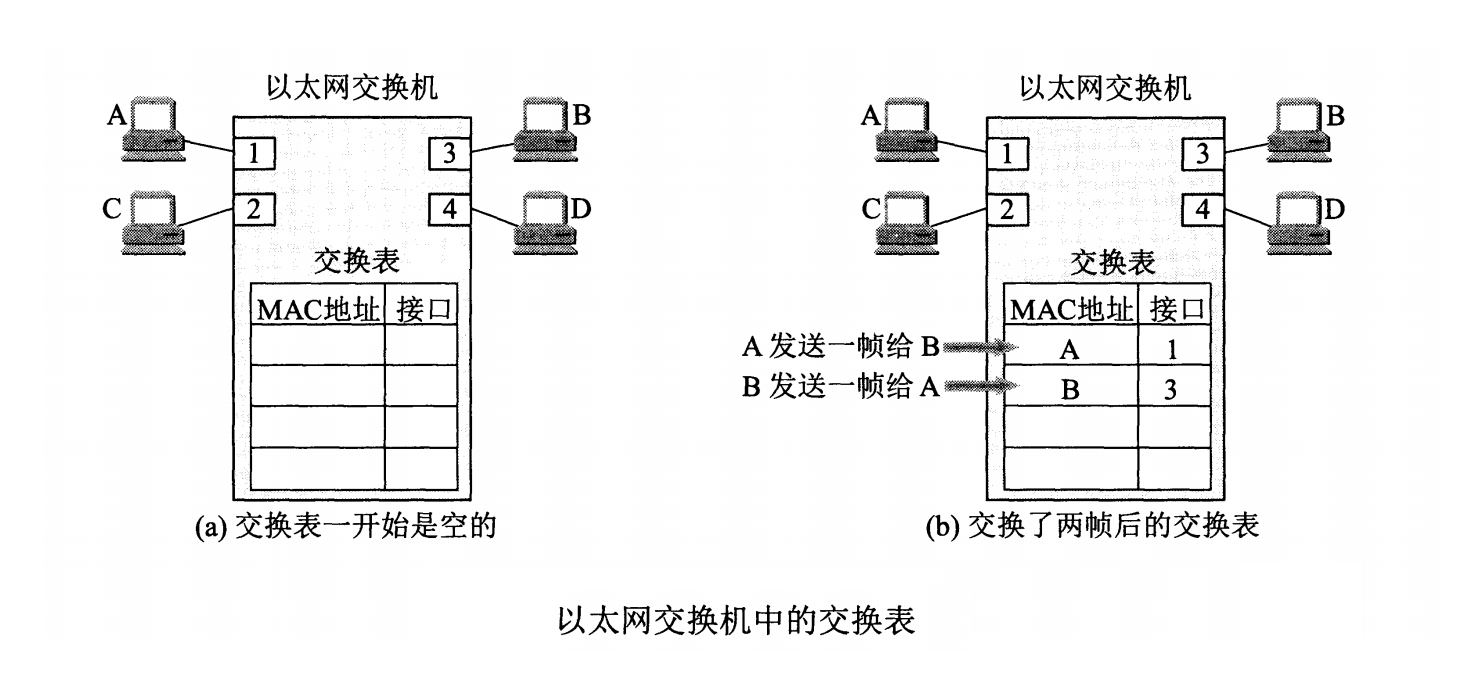 以太网交换机
A
B
1
3
C
D
2
4
交换表
MAC地址 接口
(a) 交换表一开始是空的
以太网交换机
A
B
1
3
C
D
2
4
交换表
MAC地址 接口
A 发送一帧给 B
A 1
B 发送一帧给 A
B 3
(b) 交换了两帧后的交换表
以太网交换机中的交换表